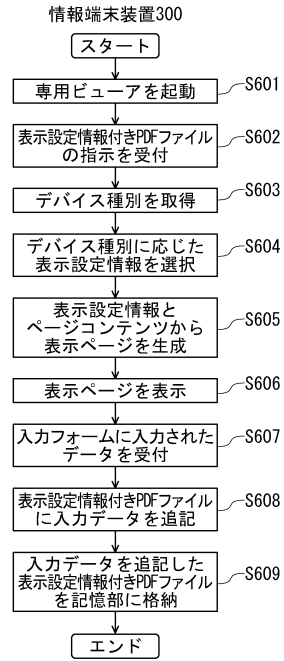 情報端末装置300
スタート
専用ビューアを起動
S601
表示設定情報付きPDFファイル
の指示を受付
S602
デバイス種別を取得
S603
デバイス種別に応じた
表示設定情報を選択
S604
表示設定情報と
ページコンテンツから
表示ページを生成
S605
表示ページを表示
S606
入力フォームに入力された
データを受付
S607
表示設定情報付きPDFファイル
に入力データを追記
S608
入力データを追記した
表示設定情報付きPDFファイル
を記憶部に格納
S609
エンド